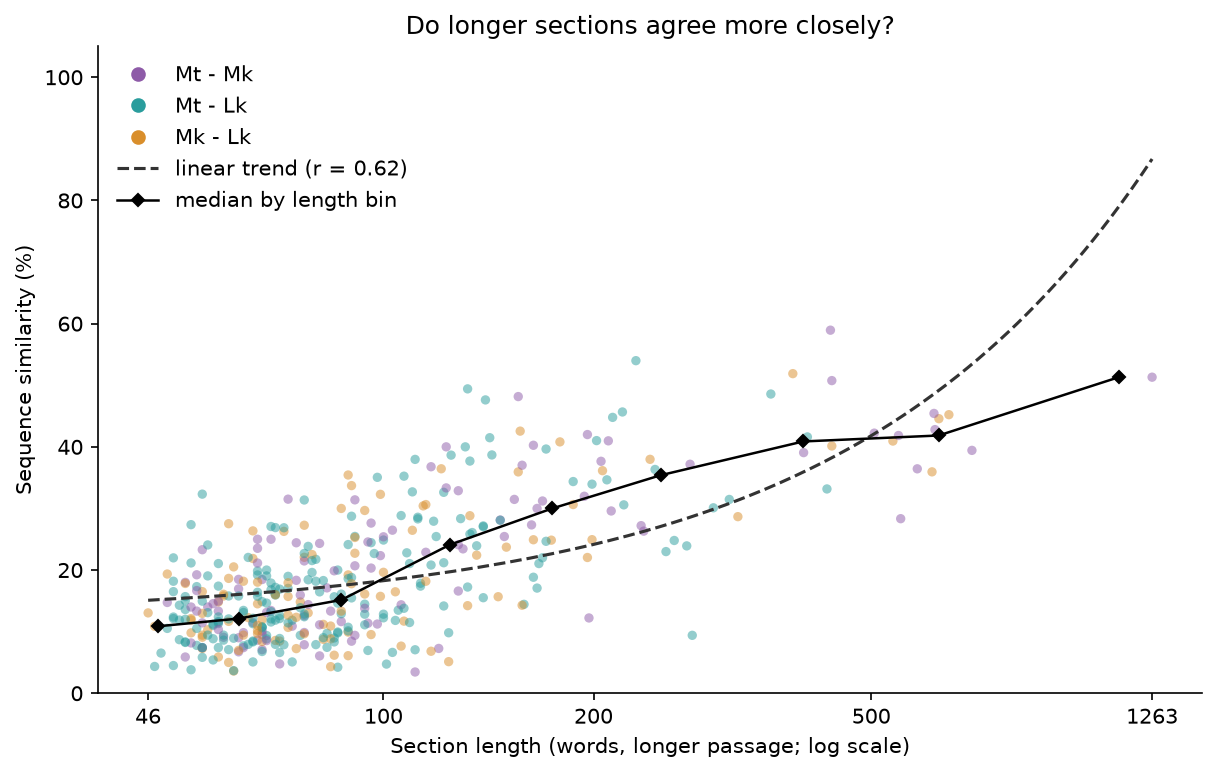 Do longer sections agree more closely?
100
80
60
40
20
0
Sequence similarity (%)
Mt - Mk
Mt - Lk
Mk - Lk
linear trend (r = 0.62)
median by length bin
46
100
200
500
1263
Section length (words, longer passage; log scale)